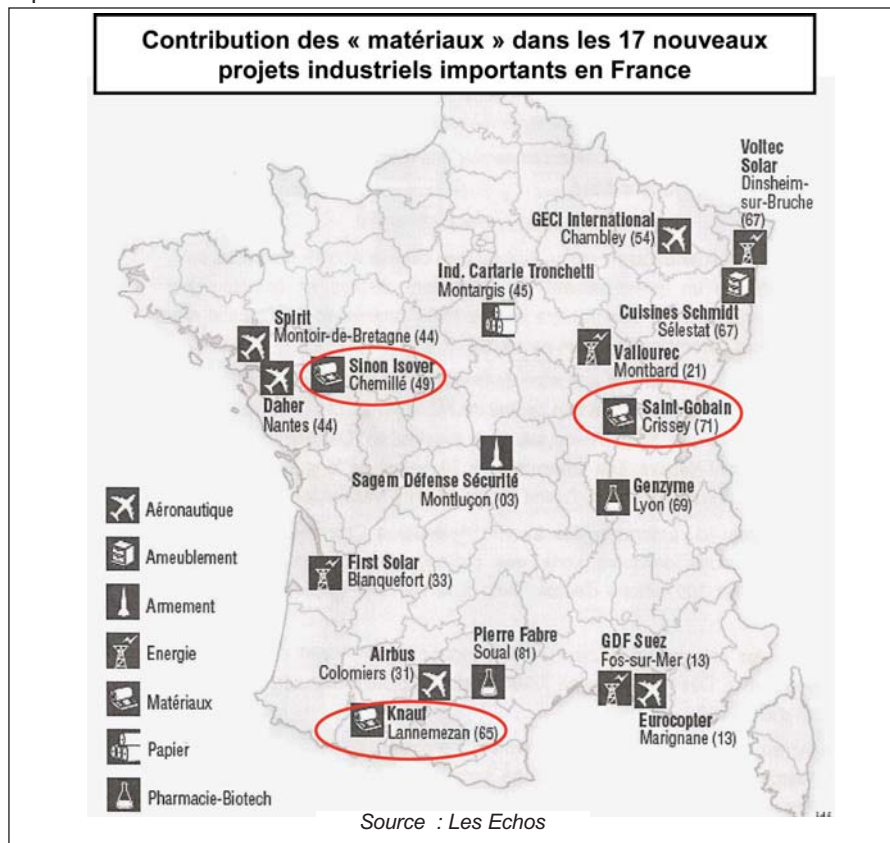 Contribution des « matériaux » dans les 17 nouveaux
projets industriels importants en France
Voltec
Solar
Dinsheim-
sur-Bruche
(67)
GECI International
Chambley (54)
Ind. Cartarie Tronchetti
Montargis (45)
Cuisines Schmidt
Sélestat (67)
Spirit
Montoir-de-Bretagne (44)
Vallourec
Montbard (21)
Sinon Isover
Chemillé (49)
Daher
Nantes (44)
Saint-Gobain
Crissey (71)
Sagem Défense Sécurité
Montluçon (03)
Genzyme
Lyon (69)
First Solar
Blanquefort (33)
Pierre Fabre
Soual (81)
GDF Suez
Fos-sur-Mer (13)
Airbus
Colomiers (31)
Eurocopter
Marignane (13)
Knauf
Lannemezan (65)
Aéronautique
Ameublement
Armement
Energie
Matériaux
Papier
Pharmacie-Biotech
Source : Les Echos